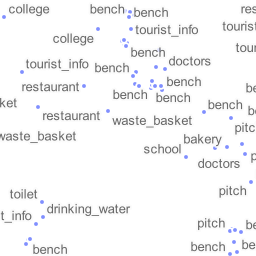 college
bench
bench
res
tourist_info
touris
college
bench
tour
tourist_info
bench
doctors
restaurant
bench
be
bench
bench
ket
restaurant
waste_basket
bench
waste_basket
bakery
pitc
school
doctors
p
pitch
toilet
t_info
drinking_water
pitch
be
bench
bench
be